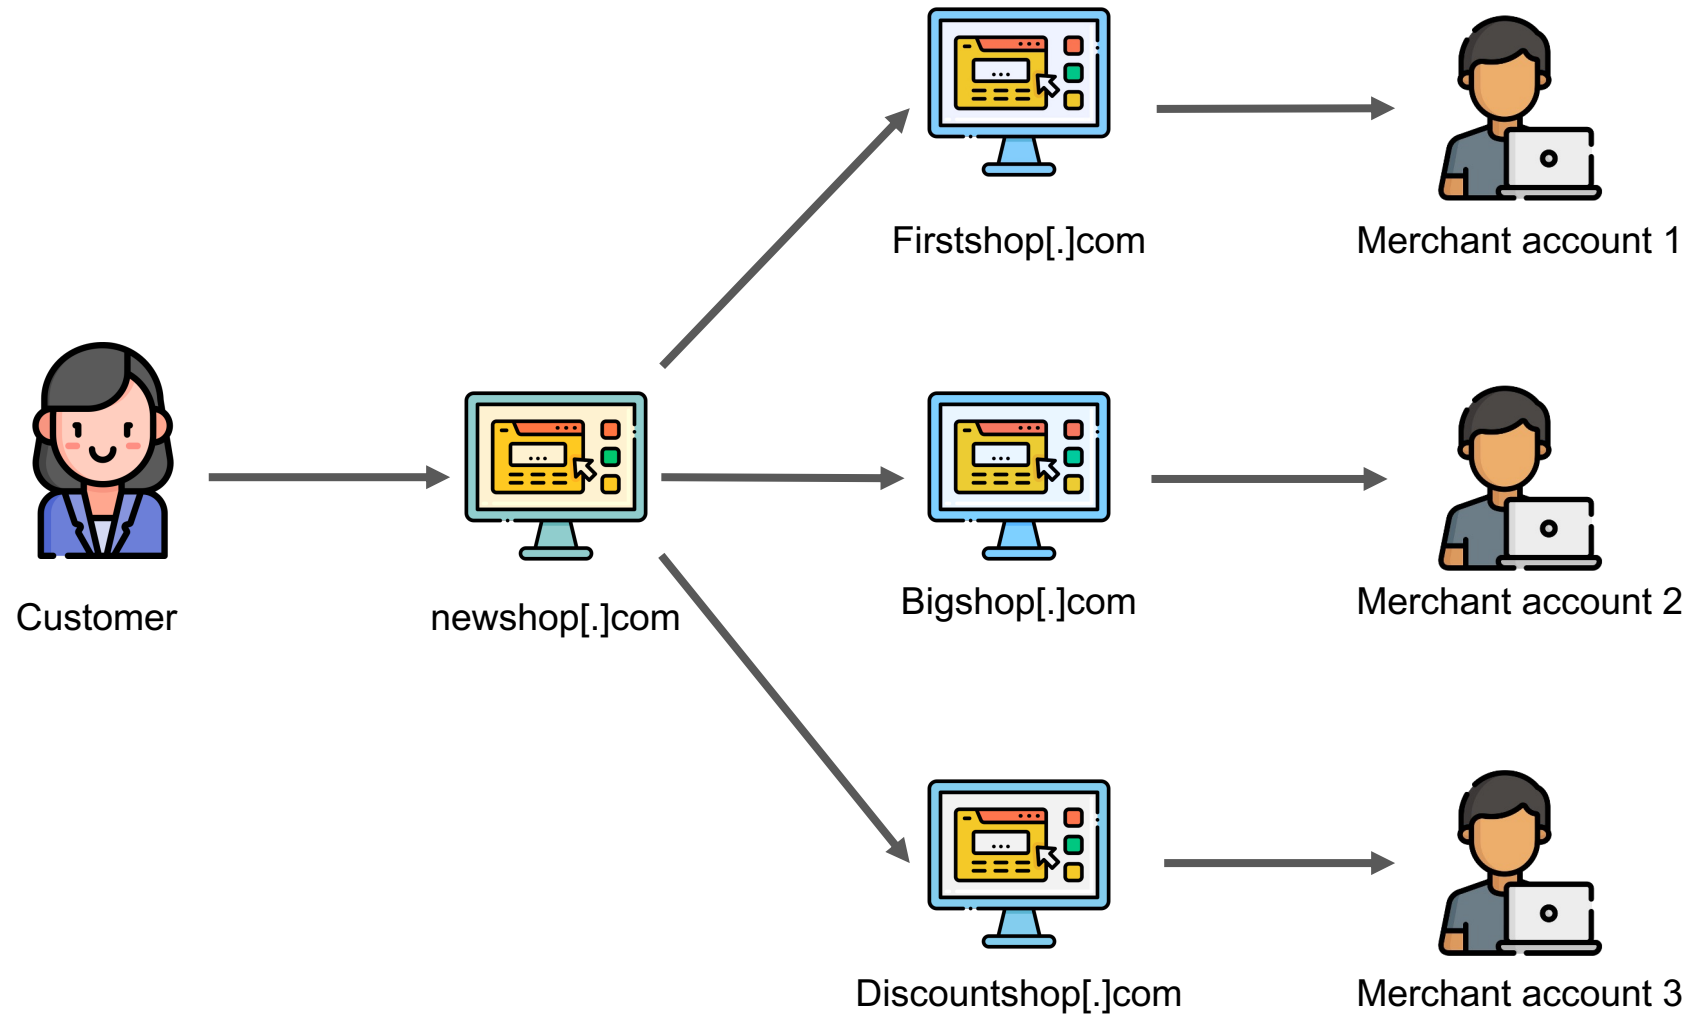 Firstshop[.]com
Merchant account 1
Customer
newshop[.]com
Bigshop[.]com
Merchant account 2
Discountshop[.]com
Merchant account 3